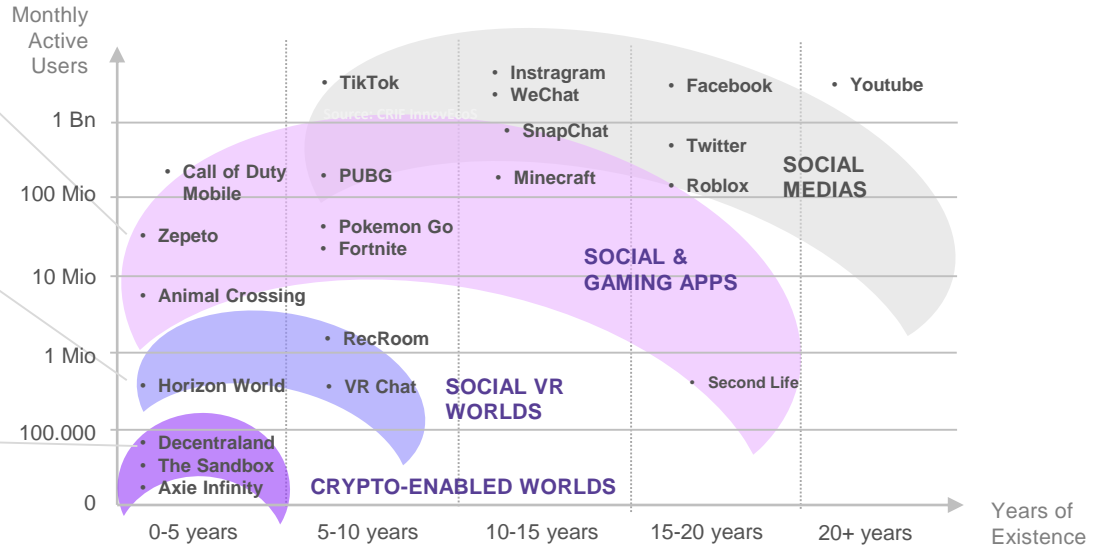 Monthly
Active
Users
• TikTok
• Instragram
• WeChat
• Facebook
• Youtube
Source: CRIF InnovEcoS
1 Bn
• SnapChat
• Twitter
SOCIAL
MEDIAS
• Call of Duty
Mobile
• PUBG
• Minecraft
• Roblox
100 Mio
• Zepeto
• Pokemon Go
• Fortnite
SOCIAL &
GAMING APPS
10 Mio
• Animal Crossing
• RecRoom
1 Mio
• Horizon World
• VR Chat
SOCIAL VR
WORLDS
• Second Life
100.000
• Decentraland
• The Sandbox
• Axie Infinity
CRYPTO-ENABLED WORLDS
0
0-5 years
5-10 years
10-15 years
15-20 years
20+ years
Years of
Existence